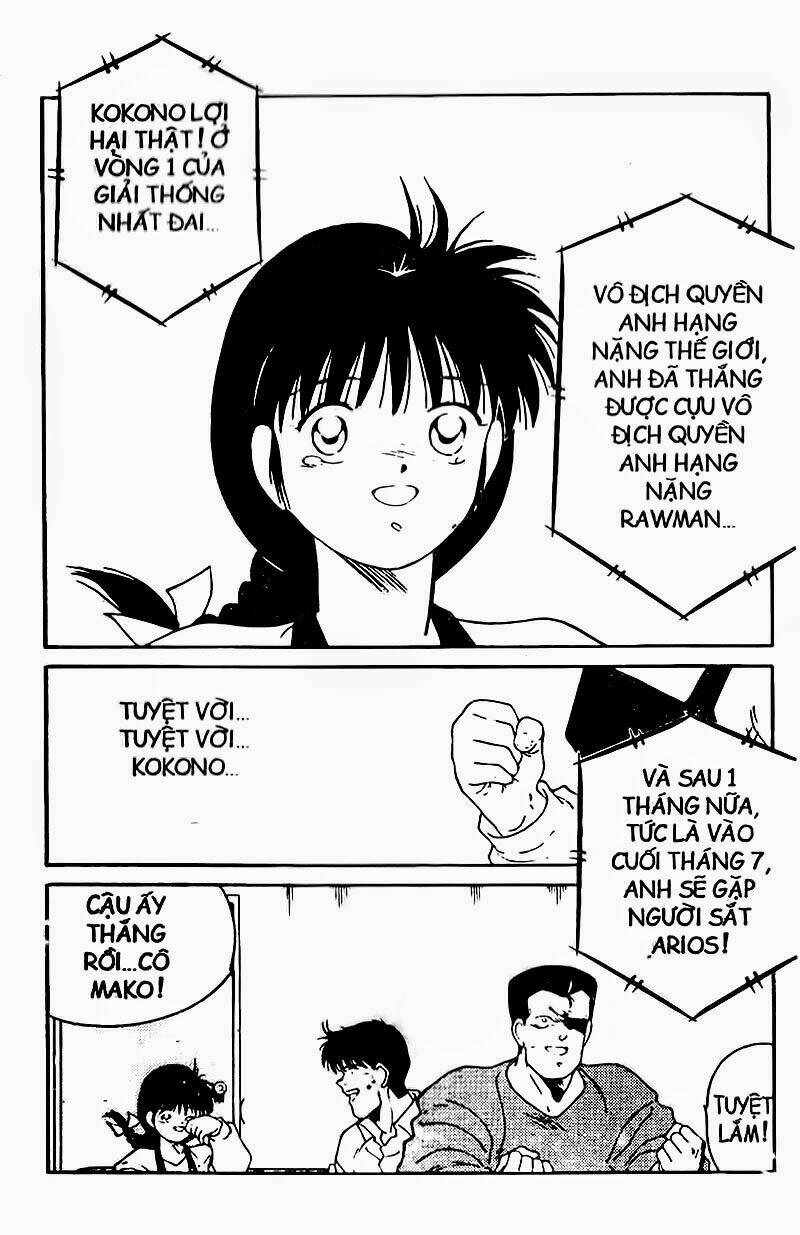 KOKONO LỢI
HẠI THẬT! Ở
VÒNG 1 CỦA
GIẢI THỐNG
NHẤT ĐAI...
VÔ ĐỊCH QUYỀN
ANH HẠNG
NẶNG THẾ GIỚI,
ANH ĐÃ THẮNG
ĐƯỢC CỰU VÔ
ĐỊCH QUYỀN
ANH HẠNG
NẶNG
RAWMAN...
TUYỆT VỜI...
TUYỆT VỜI...
KOKONO...
VÀ SAU 1
THÁNG NỮA,
TỨC LÀ VÀO
CUỐI THÁNG 7,
ANH SẼ GẶP
NGƯỜI SẮT
ARIOS!
CẬU ẤY
THẮNG
RỒI...CÔ
MAKO!
TUYỆT
LẮM!